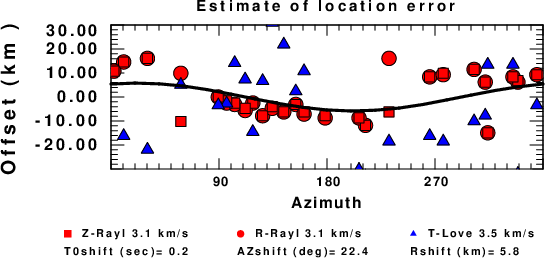 Estimate of location error
30.00
20.00
10.00
0.00
-10.00
-20.00
Offset (km)
90
180
270
Azimuth
Z-Rayl 3.1 km/s
R-Rayl 3.1 km/s
T-Love 3.5 km/s
T0shift (sec)= 0.2
AZshift (deg)= 22.4
Rshift (km)= 5.8